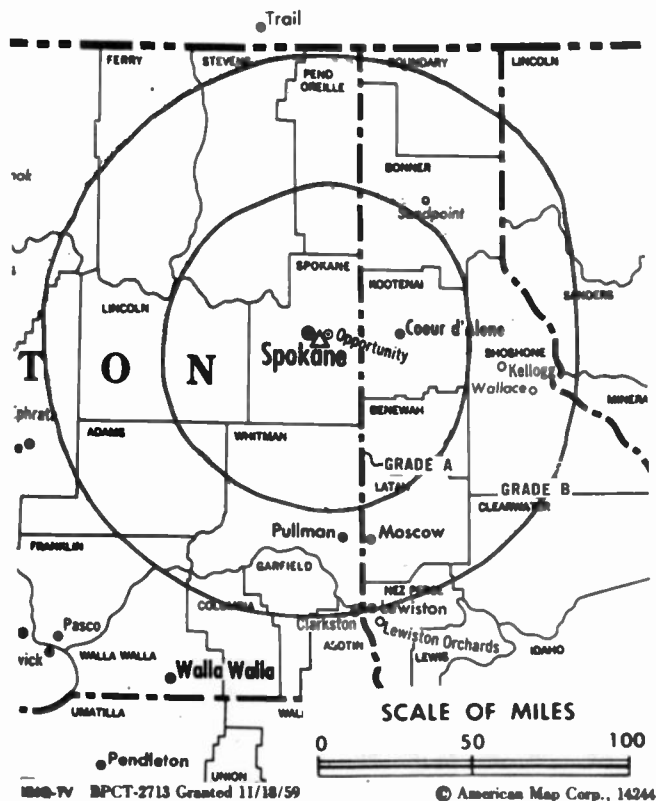 Trail
FERRY
STEVENS
PEND
OREILLE
BOUNDARY
LINCOLN
BONNER
Sandpoint
SPOKANE
KOOTENAI
SANDERS
LINCOLN
Opportunity
Coeur d'Alene
Spokane
SHOSHONE
Kellogg
T O N
Wallace
BENEWAH
ADAMS
WHITMAN
GRADE A
LATAH
GRADE B
CLEARWATER
Pullman
Moscow
FRANKLIN
GARFIELD
NEZ PERCE
COLUMBIA
Lewiston
Clarkston
Lewiston Orchards
Pasco
ASOTIN
IDAHO
WALLA WALLA
LEWIS
Walla Walla
UMATILLA
SCALE OF MILES
0 50 100
Pendleton
UNION
BPCT-2713 Granted 11/18/59
© American Map Corp., 14244